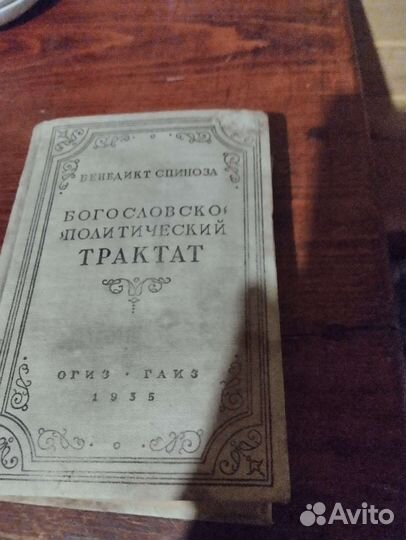 БЕНЕДИКТ СПИНОЗА
БОГОСЛОВСКО-
-ПОЛИТИЧЕСКИЙ
ТРАКТАТ
ОГИЗ · ГАИЗ
1935
Avito